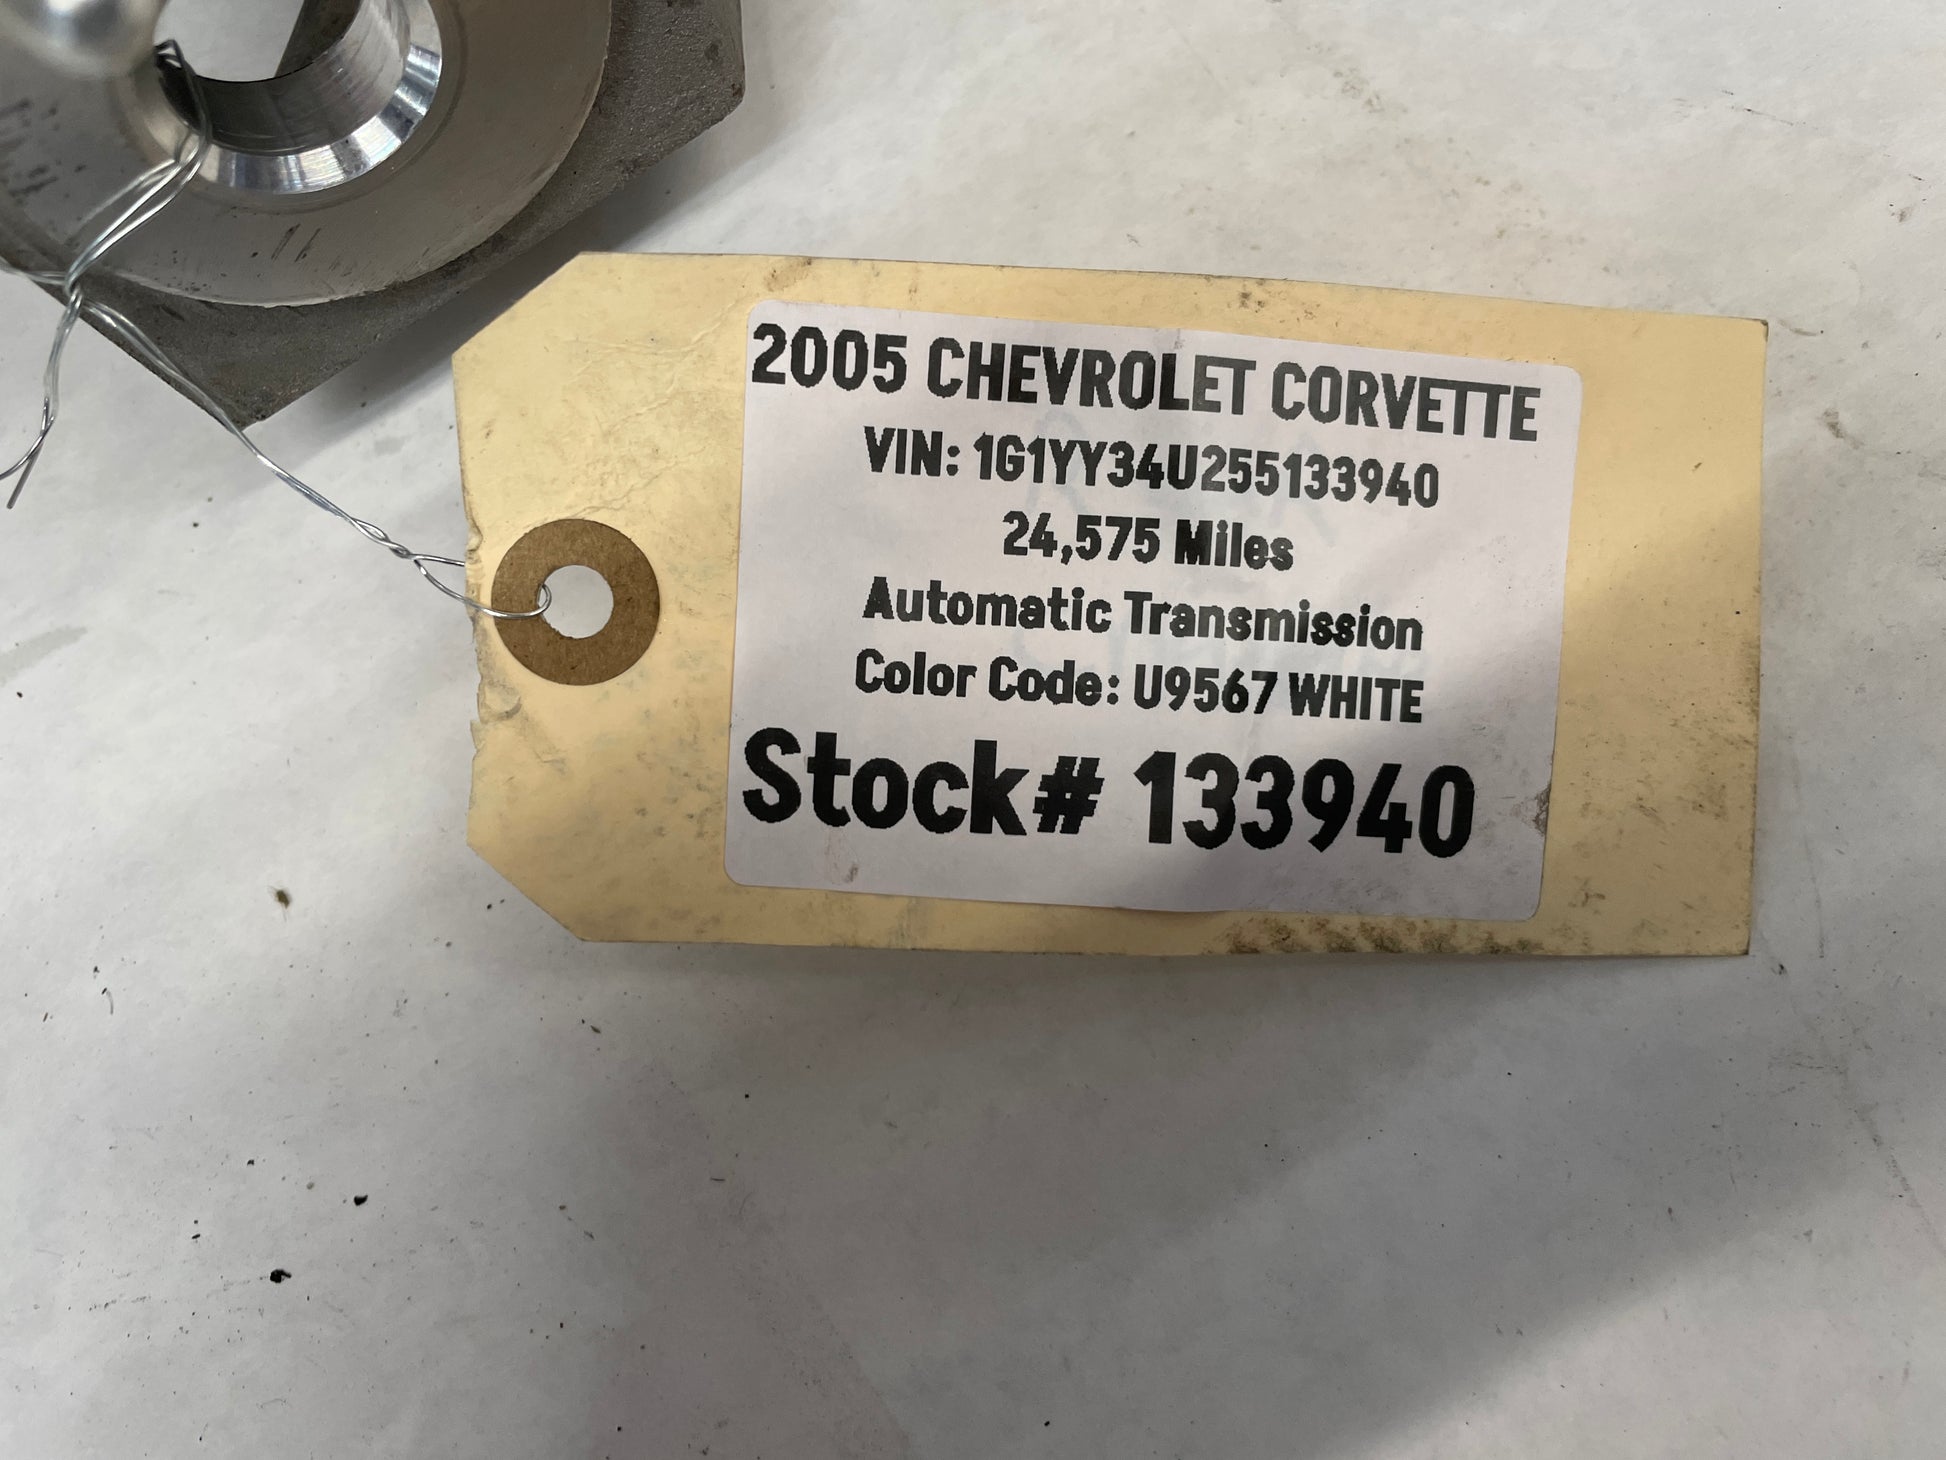 2005 CHEVROLET CORVETTE
VIN: 1G1YY34U255133940
24,575 Miles
Automatic Transmission
Color Code: U9567 WHITE
Stock# 133940